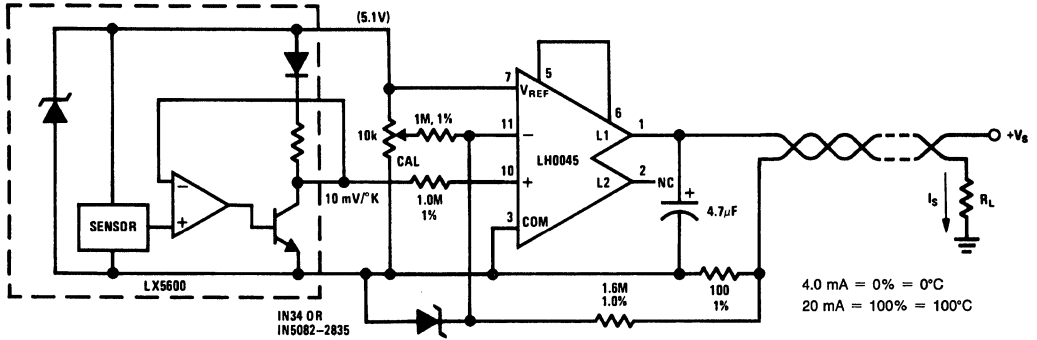 (5.1V)
7
VREF
5
6
1M, 1%
11
−
10k
CAL
L1
1
+VS
LH0045
10
+
L2
2
NC
10 mV/°K
1.0M
1%
−
+
SENSOR
3
COM
+
4.7µF
IS
RL
LX5600
100
1%
1.6M
1.0%
4.0 mA = 0% = 0°C
20 mA = 100% = 100°C
IN34 OR
IN5082–2835